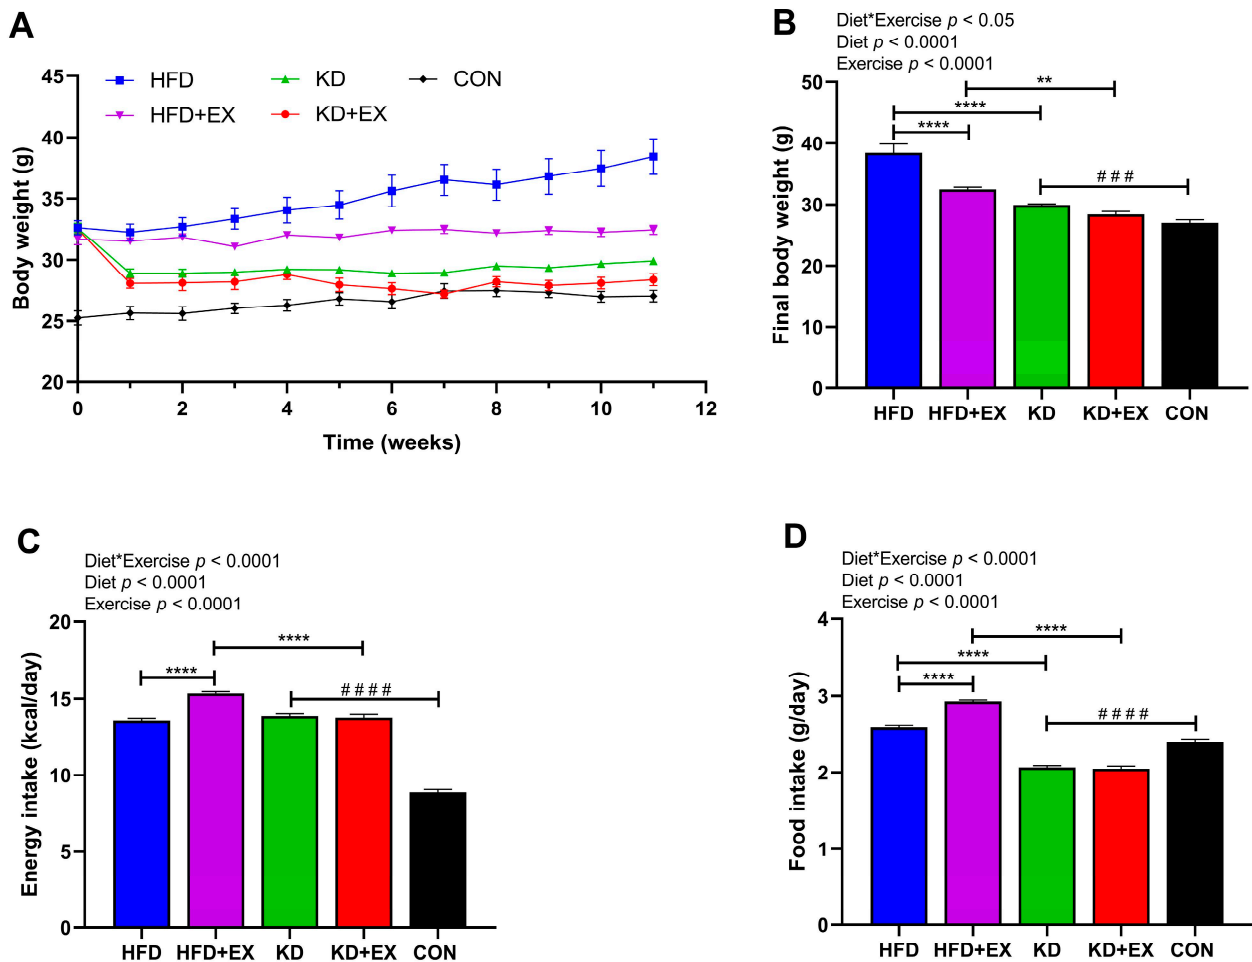 A
HFD
KD
CON
HFD+EX
KD+EX
Body weight (g)
45
40
35
30
25
20
0
2
4
6
8
10
12
Time (weeks)
B
Diet*Exercise p < 0.05
Diet p < 0.0001
Exercise p < 0.0001
**
****
****
# # #
Final body weight (g)
50
40
30
20
10
0
HFD
HFD+EX
KD
KD+EX
CON
C
Diet*Exercise p < 0.0001
Diet p < 0.0001
Exercise p < 0.0001
****
****
# # # #
Energy intake (kcal/day)
20
15
10
5
0
HFD
HFD+EX
KD
KD+EX
CON
D
Diet*Exercise p < 0.0001
Diet p < 0.0001
Exercise p < 0.0001
****
****
****
# # # #
Food intake (g/day)
4
3
2
1
0
HFD
HFD+EX
KD
KD+EX
CON